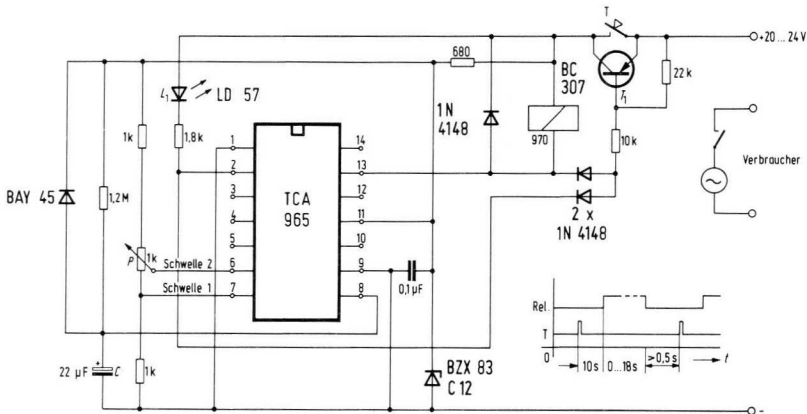 T
+20 ... 24 V
680
BC
307
T1
22 k
L1
LD 57
1N
4148
970
10k
1k
1,8k
Verbraucher
BAY 45
1,2M
TCA
965
1
2
3
4
5
6
7
14
13
12
11
10
9
8
2 x
1N 4148
P
1k
Schwelle 2
Schwelle 1
0,1 µF
Rel.
T
0
10s
0...18s
>0,5s
t
22 µF
+
C
1k
BZX 83
C 12
-